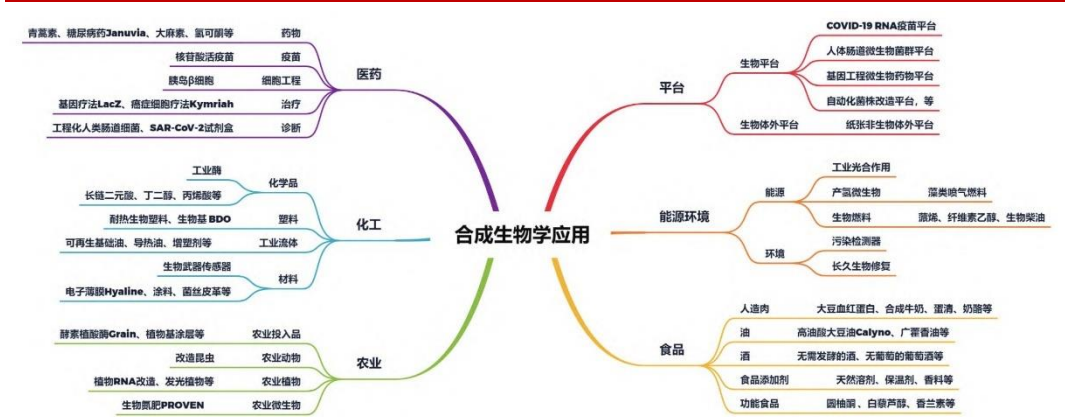 合成生物学应用
医药
青蒿素、糖尿病药Januvia、大麻素、氢可酮等 药物
核苷酸活疫苗 疫苗
胰岛β细胞 细胞工程
基因疗法LacZ、癌症细胞疗法Kymriah 治疗
工程化人类肠道细菌、SAR-CoV-2试剂盒 诊断
化工
化学品
工业酶
长链二元酸、丁二醇、丙烯酸等
耐热生物塑料、生物基 BDO 塑料
可再生基础油、导热油、增塑剂等 工业流体
材料
生物武器传感器
电子薄膜Hyaline、涂料、菌丝皮革等
农业
酵素植酸酶Grain、植物基涂层等 农业投入品
改造昆虫 农业动物
植物RNA改造、发光植物等 农业植物
生物氮肥PROVEN 农业微生物
平台
生物平台
COVID-19 RNA疫苗平台
人体肠道微生物菌群平台
基因工程微生物药物平台
自动化菌株改造平台，等
生物体外平台 纸张非生物体外平台
能源环境
能源
工业光合作用
产氢微生物 藻类喷气燃料
生物燃料 蒎烯、纤维素乙醇、生物柴油
环境
污染检测器
长久生物修复
食品
人造肉 大豆血红蛋白、合成牛奶、蛋清、奶酪等
油 高油酸大豆油Calyno、广藿香油等
酒 无需发酵的酒、无葡萄的葡萄酒等
食品添加剂 天然溶剂、保温剂、香料等
功能食品 圆柚酮、白藜芦醇、香兰素等